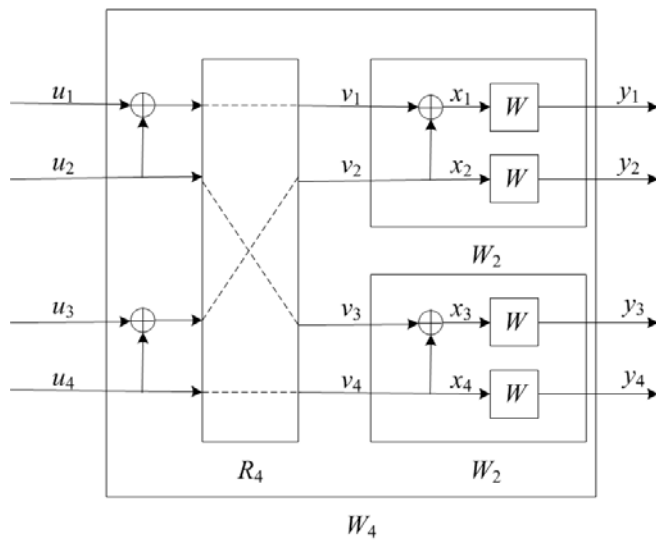 u1 v1 x1 W y1
u2 v2 x2 W y2
W2
u3 v3 x3 W y3
u4 v4 x4 W y4
R4 W2
W4